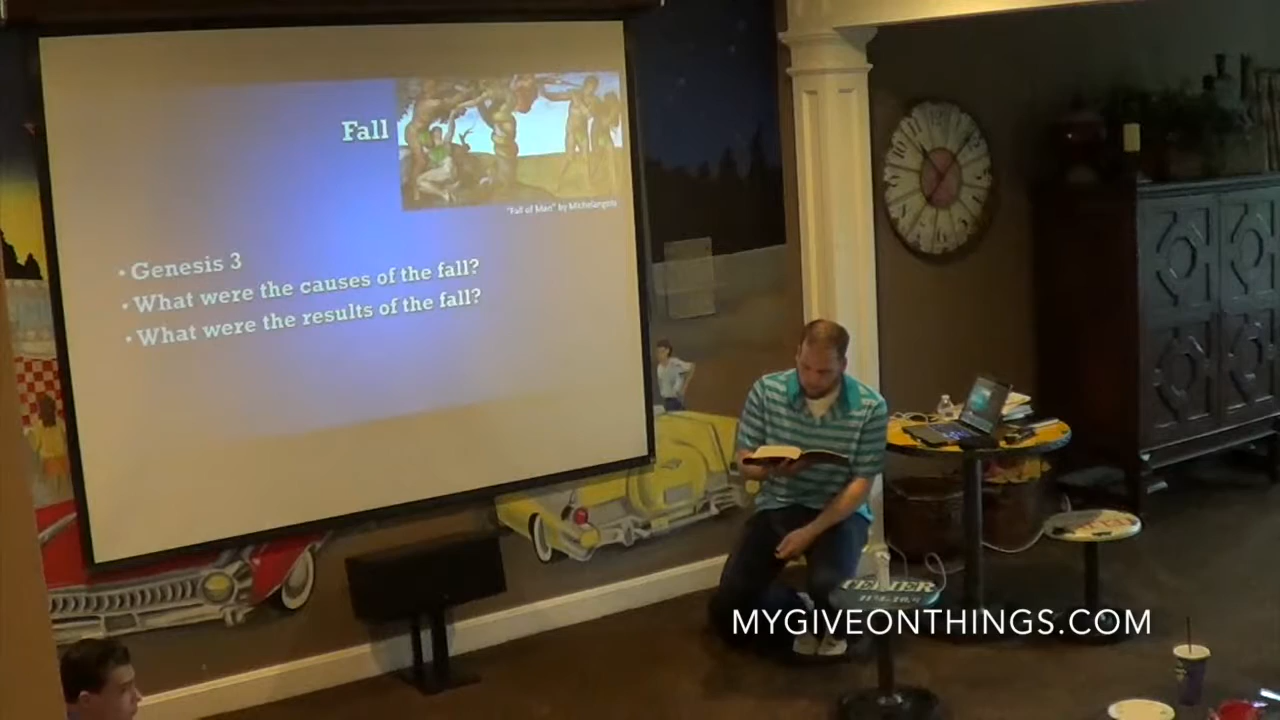 Fall
"Fall of Man" by Michelangelo
• Genesis 3
• What were the causes of the fall?
• What were the results of the fall?
MYGIVEONTHINGS.COM